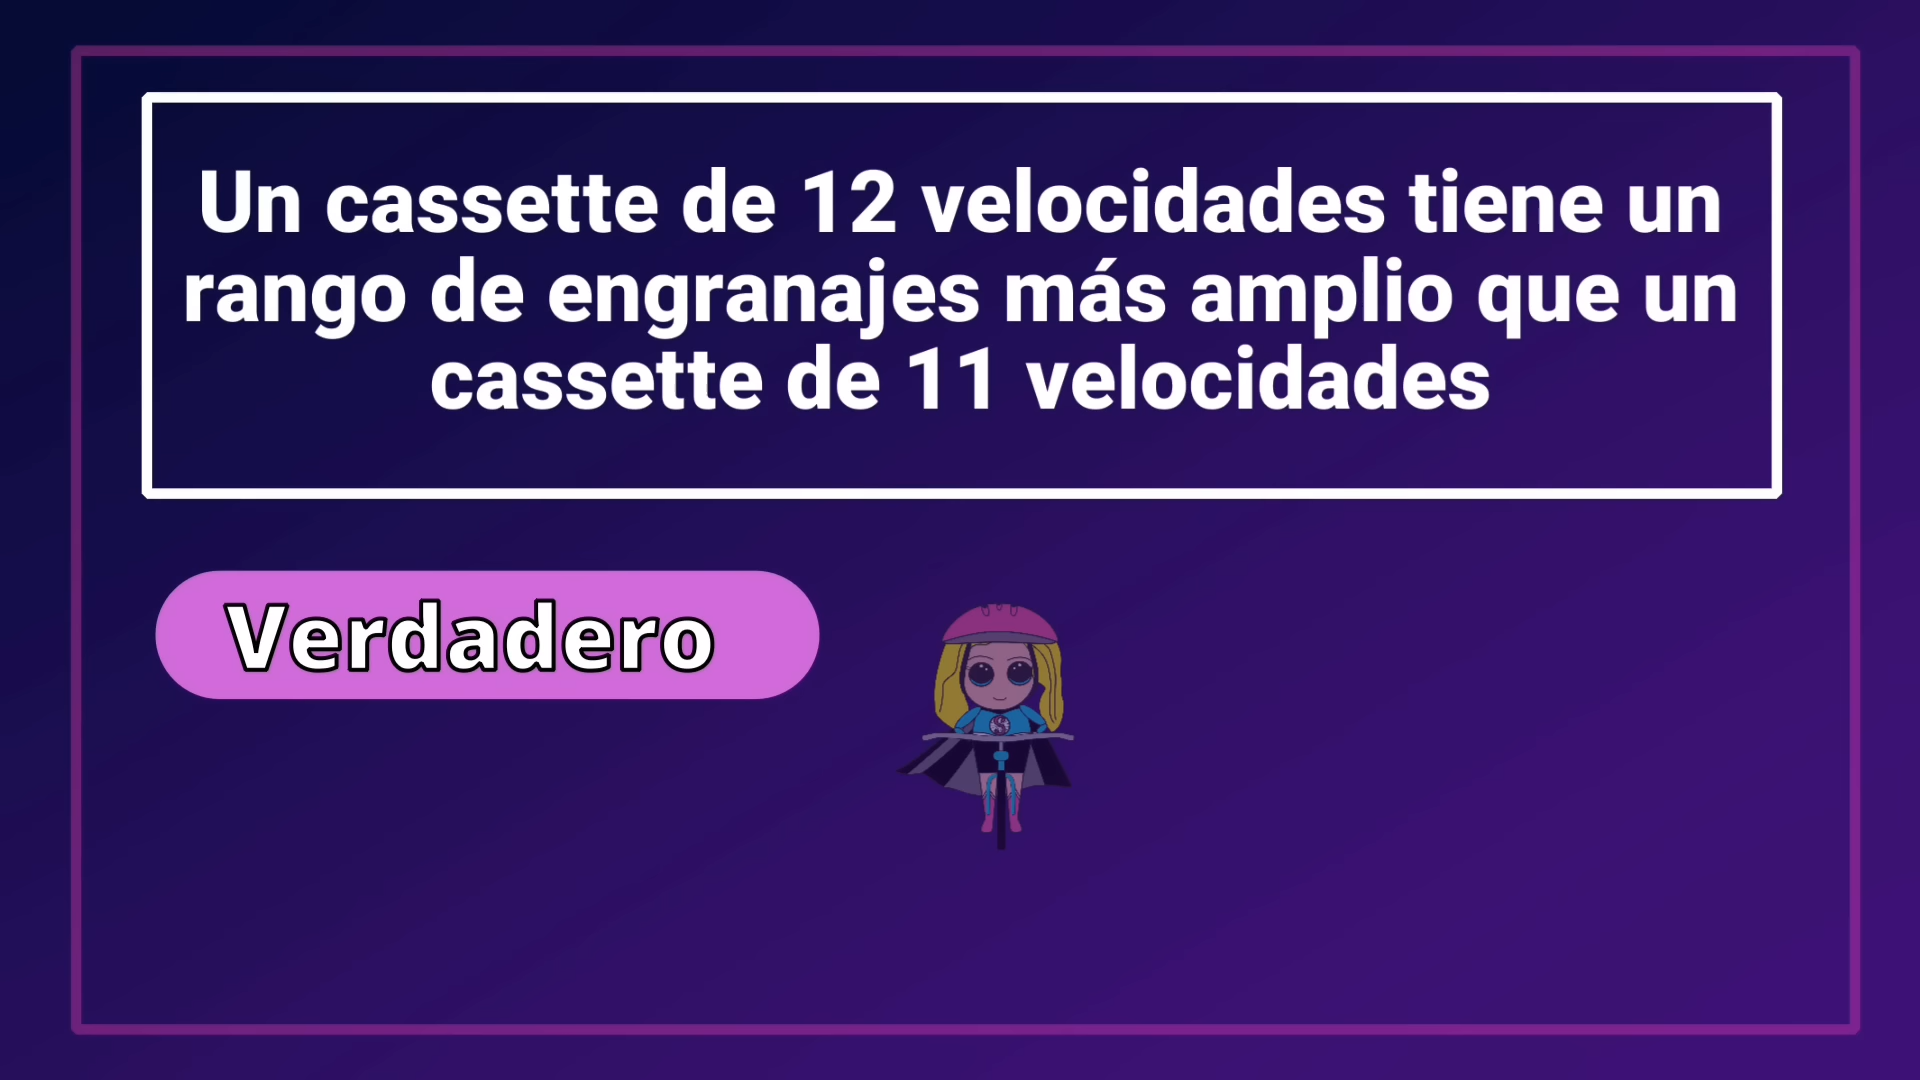 Un cassette de 12 velocidades tiene un
rango de engranajes más amplio que un
cassette de 11 velocidades
Verdadero
S